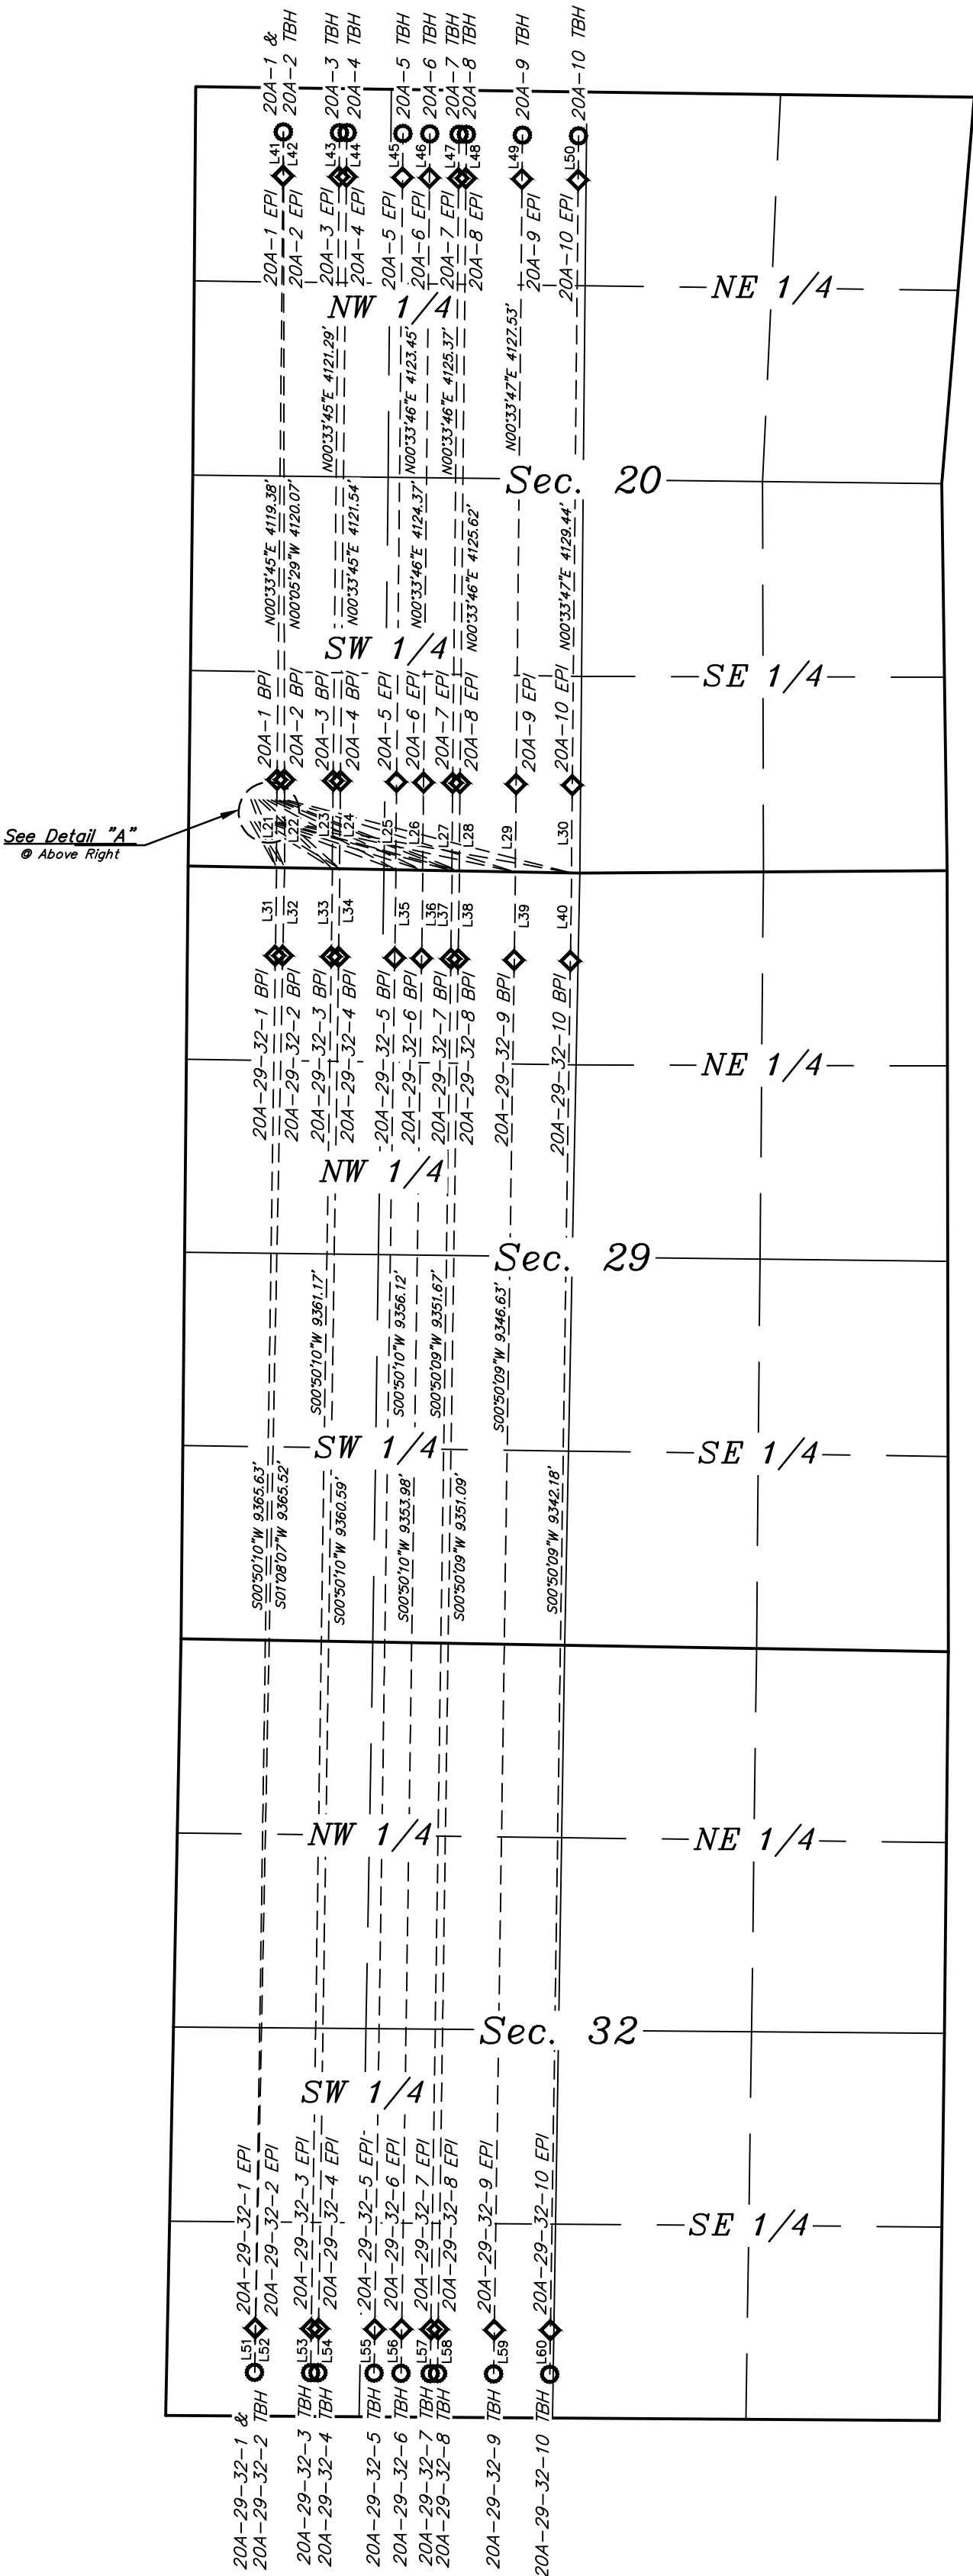 20A-1 &
20A-2 TBH
20A-3 TBH
20A-4 TBH
20A-5 TBH
20A-6 TBH
20A-7 TBH
20A-8 TBH
20A-9 TBH
20A-10 TBH
L41
L42
L43
L44
L45
L46
L47
L48
L49
L50
20A-1 EPI
20A-2 EPI
20A-3 EPI
20A-4 EPI
20A-5 EPI
20A-6 EPI
20A-7 EPI
20A-8 EPI
20A-9 EPI
20A-10 EPI
NW 1/4
NE 1/4
N00°33'45"E 4119.38'
N00°05'29"W 4120.07'
N00°33'45"E 4121.29'
N00°33'45"E 4121.54'
N00°33'46"E 4123.45'
N00°33'46"E 4124.37'
N00°33'46"E 4125.37'
N00°33'46"E 4125.62'
N00°33'47"E 4127.53'
N00°33'47"E 4129.44'
Sec. 20
SW 1/4
SE 1/4
20A-1 BPI
20A-2 BPI
20A-3 BPI
20A-4 BPI
20A-5 EPI
20A-6 EPI
20A-7 EPI
20A-8 EPI
20A-9 EPI
20A-10 EPI
See Detail "A"
@ Above Right
L21
L22
L23
L24
L25
L26
L27
L28
L29
L30
L31
L32
L33
L34
L35
L36
L37
L38
L39
L40
20A-29-32-1 BPI
20A-29-32-2 BPI
20A-29-32-3 BPI
20A-29-32-4 BPI
20A-29-32-5 BPI
20A-29-32-6 BPI
20A-29-32-7 BPI
20A-29-32-8 BPI
20A-29-32-9 BPI
20A-29-32-10 BPI
NE 1/4
NW 1/4
Sec. 29
S00°50'10"W 9365.63'
S01°08'07"W 9365.52'
S00°50'10"W 9361.17'
S00°50'10"W 9360.59'
S00°50'10"W 9356.12'
S00°50'10"W 9353.98'
S00°50'09"W 9351.67'
S00°50'09"W 9351.09'
S00°50'09"W 9346.63'
S00°50'09"W 9342.18'
SW 1/4
SE 1/4
NW 1/4
NE 1/4
Sec. 32
SW 1/4
SE 1/4
20A-29-32-1 EPI
20A-29-32-2 EPI
20A-29-32-3 EPI
20A-29-32-4 EPI
20A-29-32-5 EPI
20A-29-32-6 EPI
20A-29-32-7 EPI
20A-29-32-8 EPI
20A-29-32-9 EPI
20A-29-32-10 EPI
L51
L52
L53
L54
L55
L56
L57
L58
L59
L60
20A-29-32-1 &
20A-29-32-2 TBH
20A-29-32-3 TBH
20A-29-32-4 TBH
20A-29-32-5 TBH
20A-29-32-6 TBH
20A-29-32-7 TBH
20A-29-32-8 TBH
20A-29-32-9 TBH
20A-29-32-10 TBH